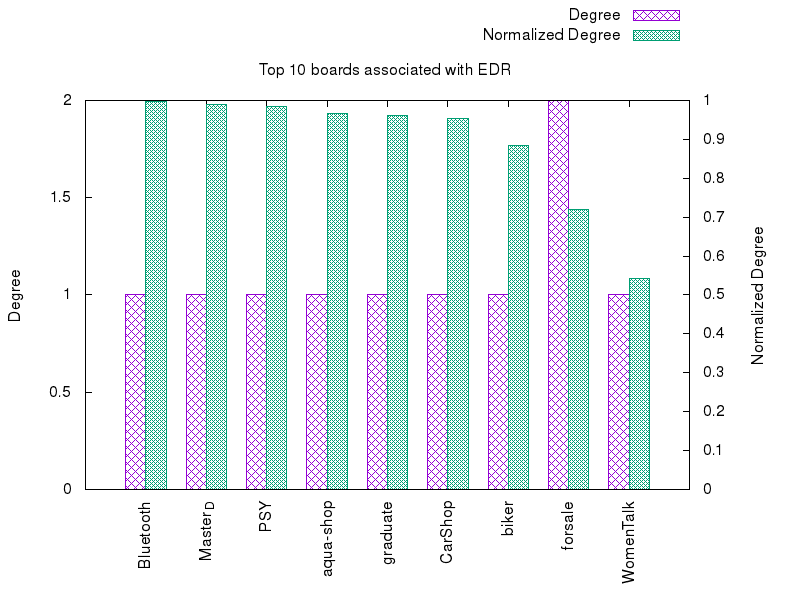 Degree
Normalized Degree
Top 10 boards associated with EDR
2
1.5
1
0.5
0
Degree
1
0.9
0.8
0.7
0.6
0.5
0.4
0.3
0.2
0.1
0
Normalized Degree
Bluetooth
Master_D
PSY
aqua-shop
graduate
CarShop
biker
forsale
WomenTalk